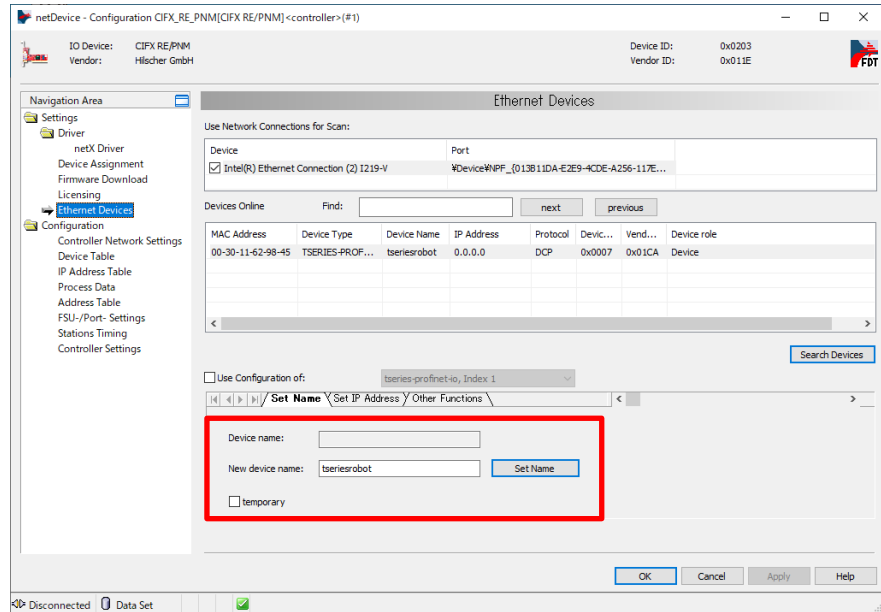 netDevice - Configuration CIFX_RE_PNM[CIFX RE/PNM]<controller>(#1)
IO Device: CIFX RE/PNM Device ID: 0x0203
Vendor: Hilscher GmbH Vendor ID: 0x011E
FDT
Navigation Area
Settings
Driver
netX Driver
Device Assignment
Firmware Download
Licensing
Ethernet Devices
Configuration
Controller Network Settings
Device Table
IP Address Table
Process Data
Address Table
FSU-/Port- Settings
Stations Timing
Controller Settings
Ethernet Devices
Use Network Connections for Scan:
Device Port
Intel(R) Ethernet Connection (2) I219-V ¥Device¥NPF_{013B11DA-E2E9-4CDE-A256-117E...
Devices Online Find: next previous
MAC Address Device Type Device Name IP Address Protocol Devic... Vend... Device role
00-30-11-62-98-45 TSERIES-PROF... tseriesrobot 0.0.0.0 DCP 0x0007 0x01CA Device
Search Devices
Use Configuration of: tseries-profinet-io, Index 1
Set Name Set IP Address Other Functions
Device name:
New device name: tseriesrobot Set Name
temporary
OK Cancel Apply Help
Disconnected Data Set